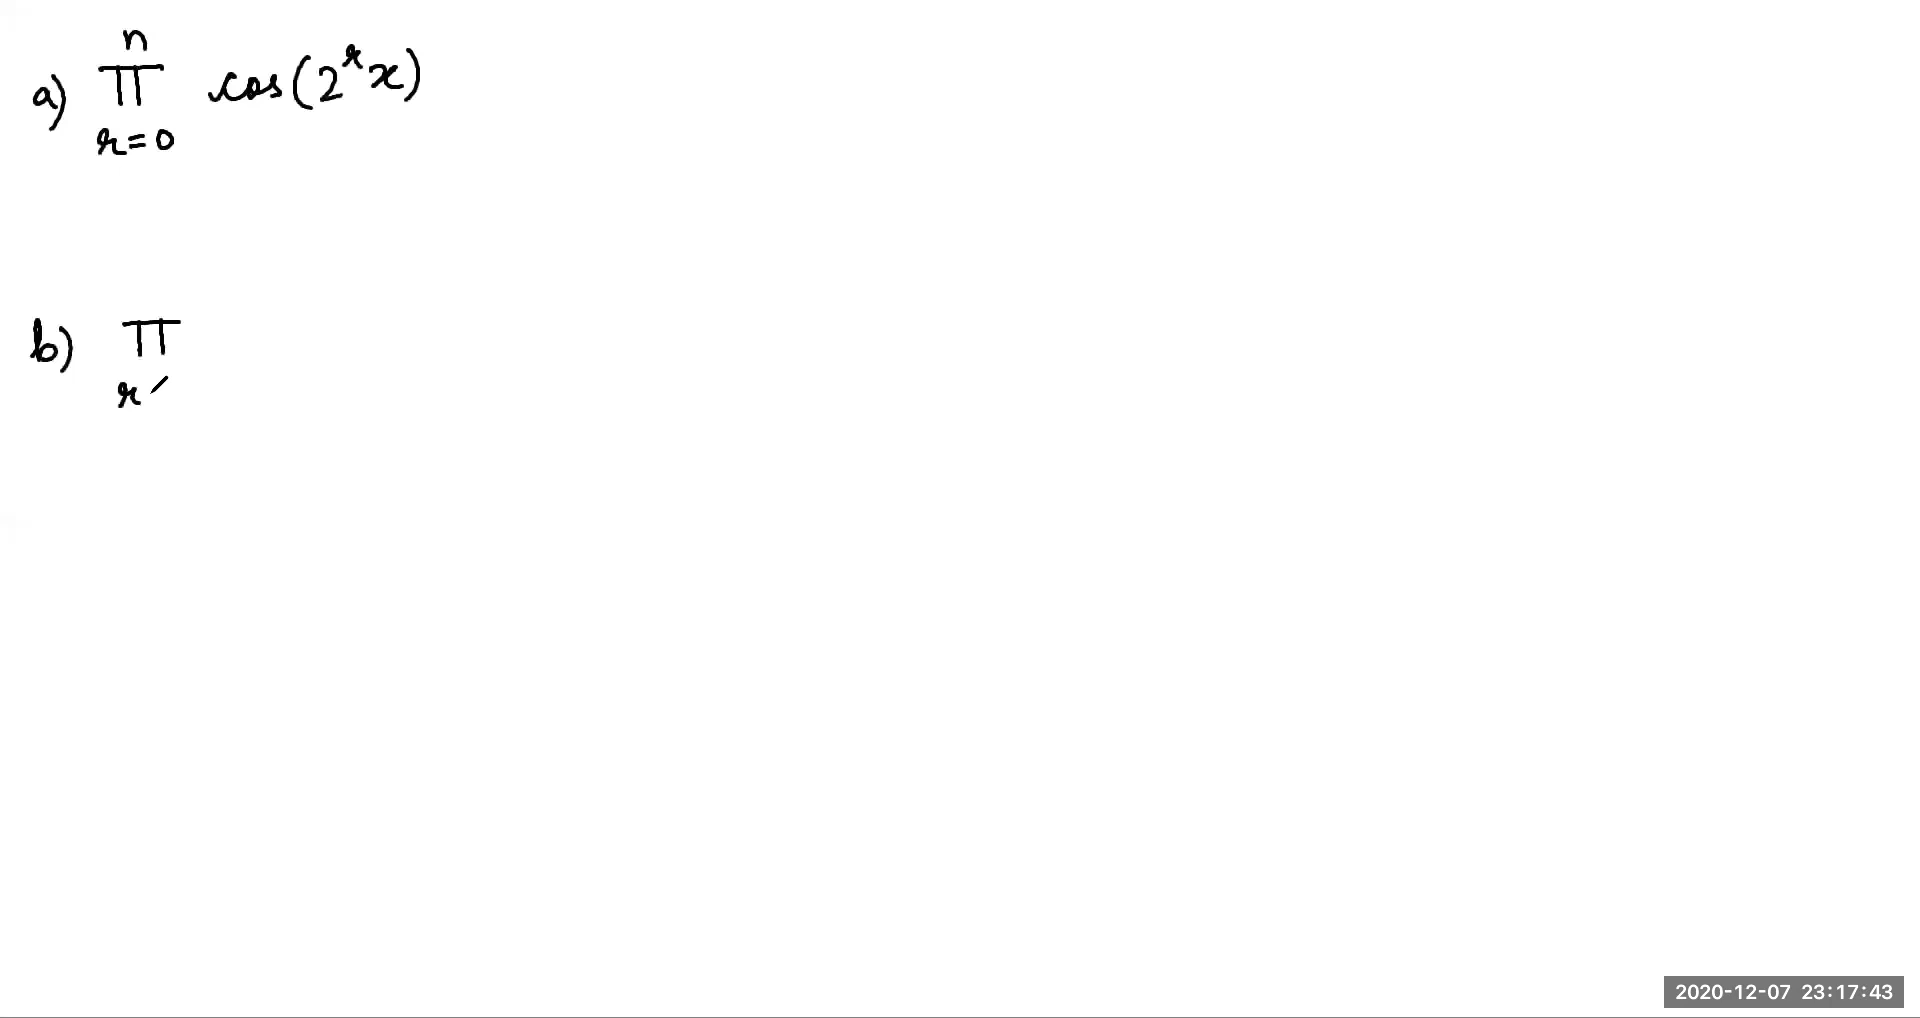 a) n∏r=0 cos(2^r x)
b) ∏r
2020-12-07 23:17:43